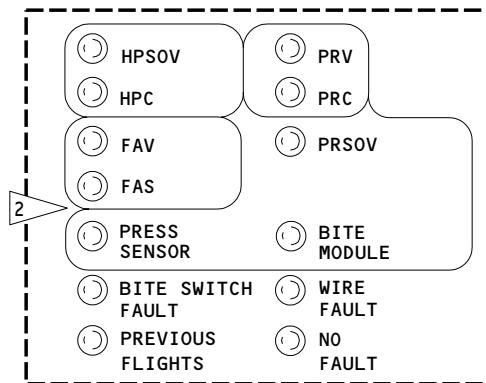 HPSOV PRV
HPC PRC
FAV PRSOV
FAS
2
PRESS BITE
SENSOR MODULE
BITE SWITCH WIRE
FAULT FAULT
PREVIOUS NO
FLIGHTS FAULT